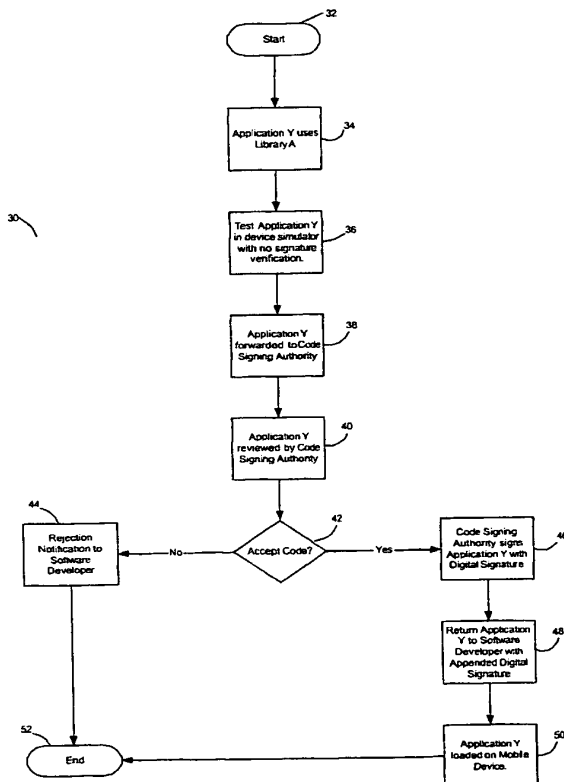 32
Start
34
Application Y uses
Library A
30
36
Test Application Y
in device simulator
with no signature
verification.
38
Application Y
forwarded to Code
Signing Authority
40
Application Y
reviewed by Code
Signing Authority
42
Accept Code?
No
Yes
44
Rejection
Notification to
Software
Developer
46
Code Signing
Authority signs
Application Y with
Digital Signature
48
Return Application
Y to Software
Developer with
Appended Digital
Signature
50
Application Y
loaded on Mobile
Device.
52
End